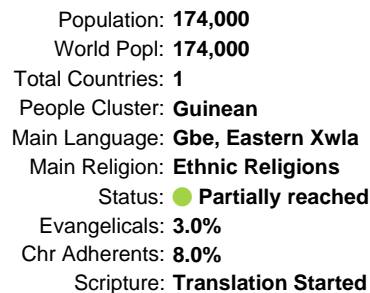 Population: 174,000
World Popl: 174,000
Total Countries: 1
People Cluster: Guinean
Main Language: Gbe, Eastern Xwla
Main Religion: Ethnic Religions
Status: Partially reached
Evangelicals: 3.0%
Chr Adherents: 8.0%
Scripture: Translation Started